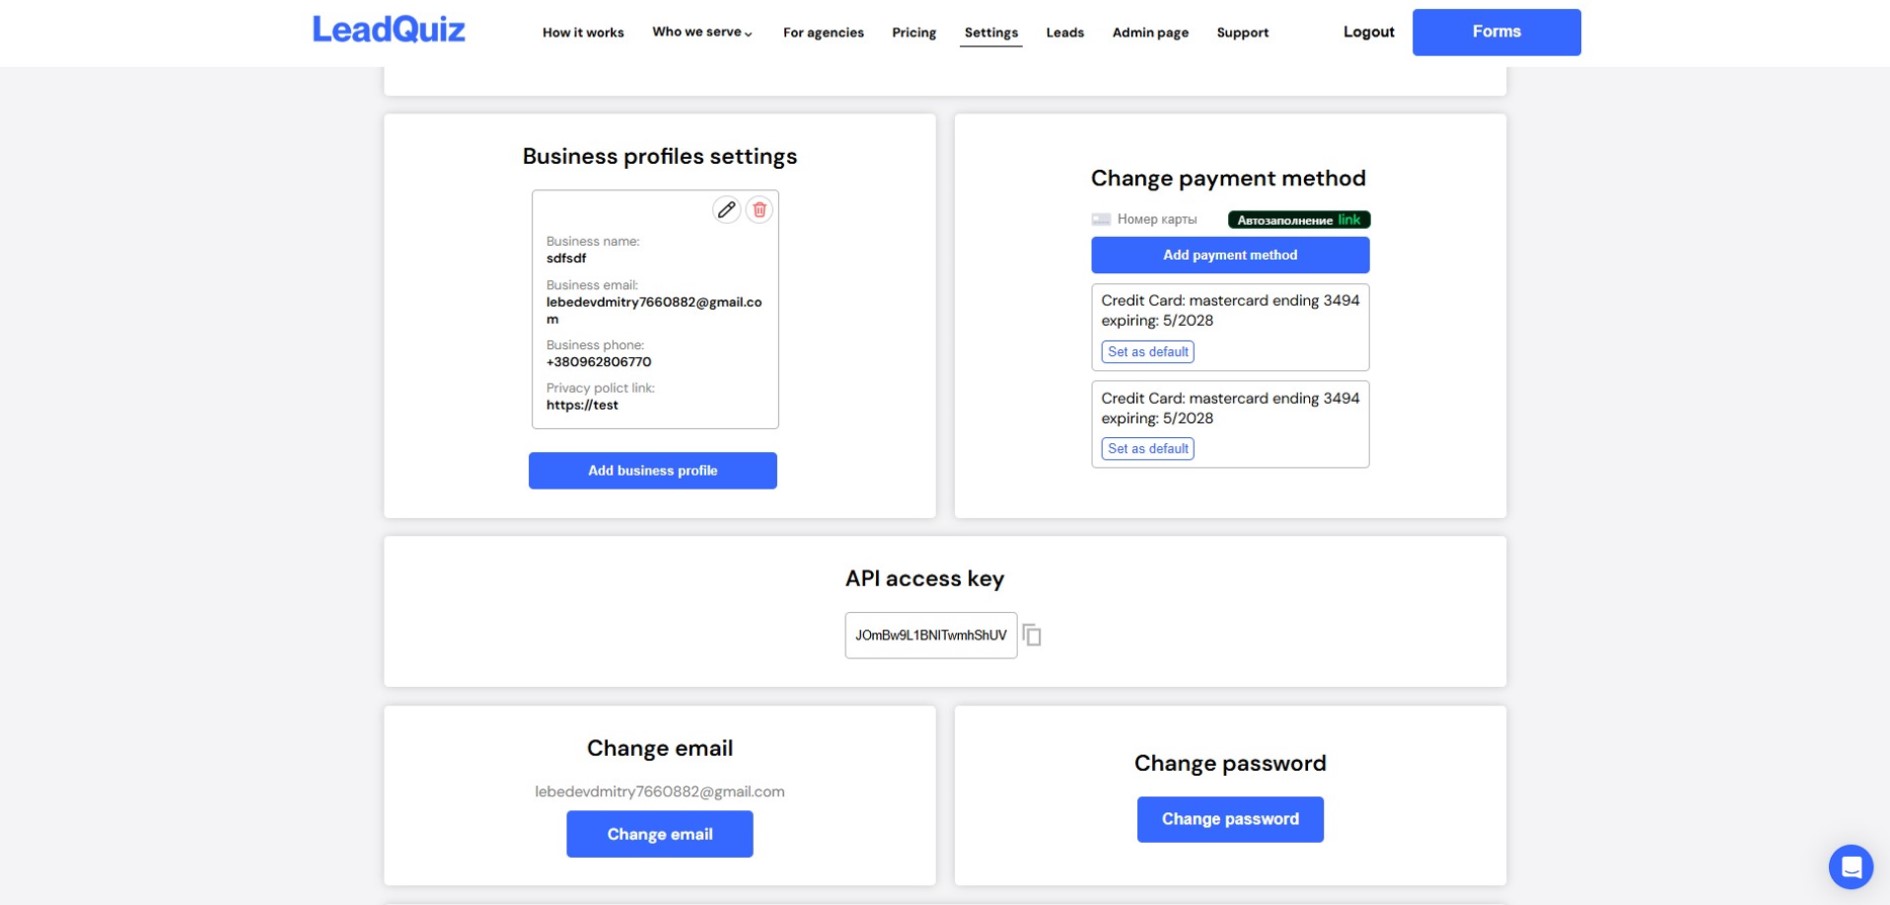 LeadQuiz
How it works
Who we serve
For agencies
Pricing
Settings
Leads
Admin page
Support
Logout
Forms
Business profiles settings
Business name:
sdfsdf
Business email:
lebedevdmitry7660882@gmail.co
m
Business phone:
+380962806770
Privacy polict link:
https://test
Add business profile
Change payment method
Номер карты
Автозаполнение link
Add payment method
Credit Card: mastercard ending 3494
expiring: 5/2028
Set as default
Credit Card: mastercard ending 3494
expiring: 5/2028
Set as default
API access key
JOmBw9L1BNITwmhShUV
Change email
lebedevdmitry7660882@gmail.com
Change email
Change password
Change password